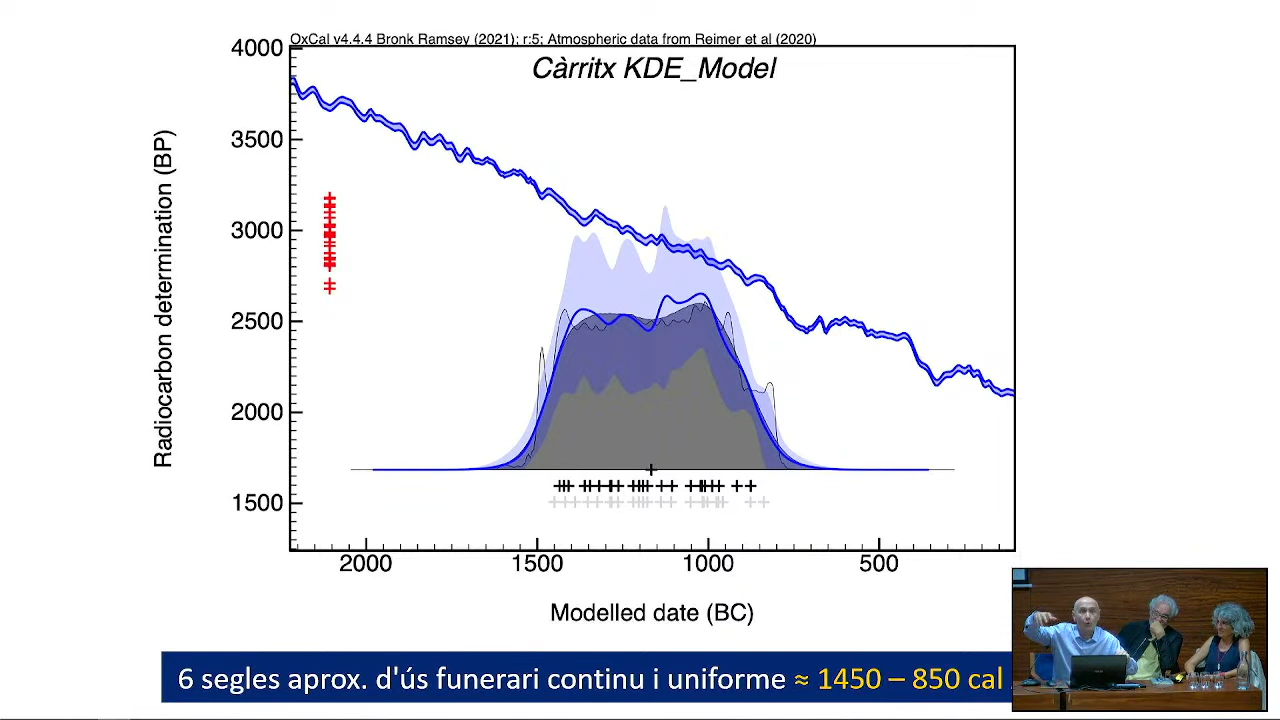 OxCal v4.4.4 Bronk Ramsey (2021); r:5; Atmospheric data from Reimer et al (2020)
Càrritx KDE_Model
4000
3500
3000
2500
2000
1500
Radiocarbon determination (BP)
2000 1500 1000 500
Modelled date (BC)
6 segles aprox. d'ús funerari continu i uniforme ≈ 1450 – 850 cal